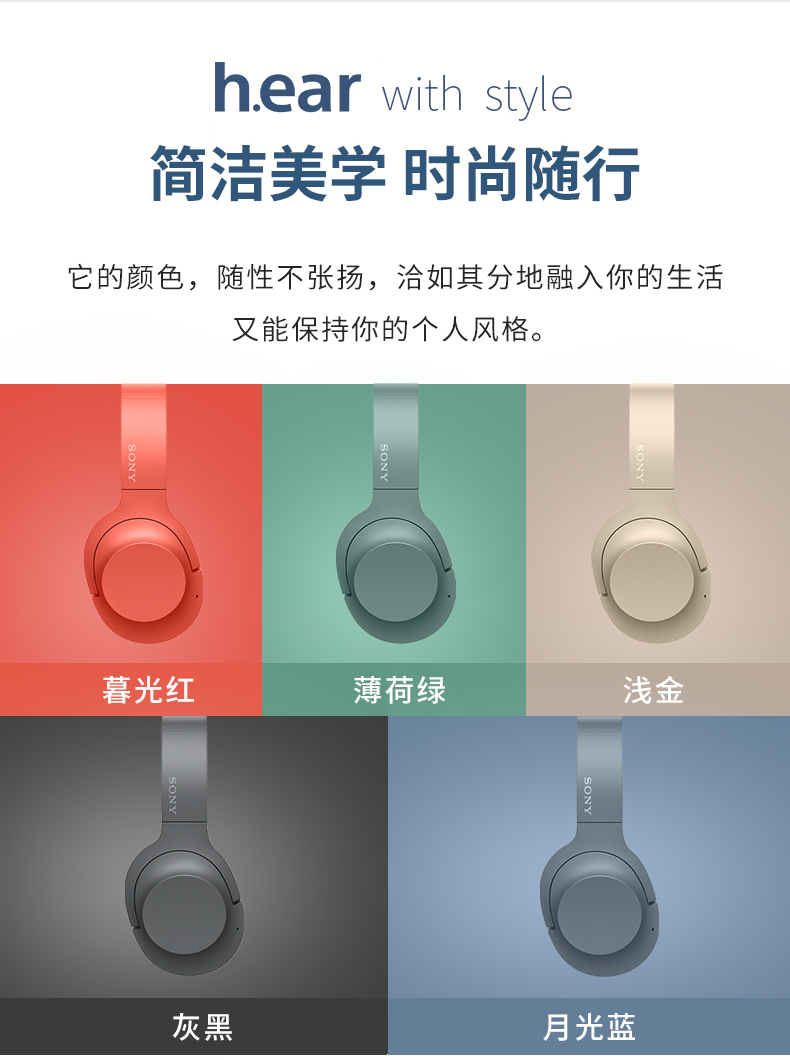 h.ear with style
简洁美学 时尚随行
它的颜色，随性不张扬，洽如其分地融入你的生活
又能保持你的个人风格。
SONY
SONY
SONY
暮光红
薄荷绿
浅金
SONY
SONY
灰黑
月光蓝